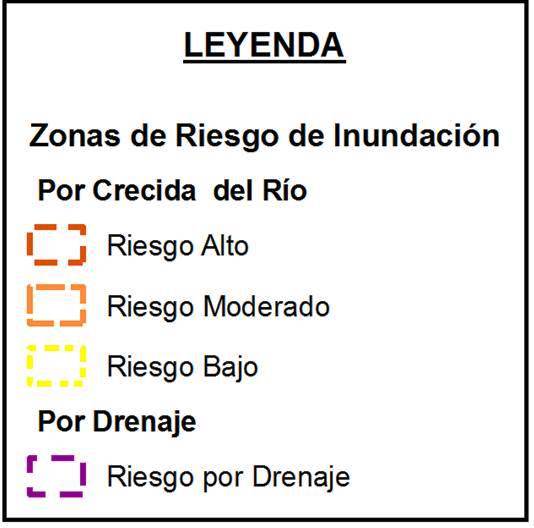 LEYENDA
Zonas de Riesgo de Inundación
Por Crecida del Río
Riesgo Alto
Riesgo Moderado
Riesgo Bajo
Por Drenaje
Riesgo por Drenaje